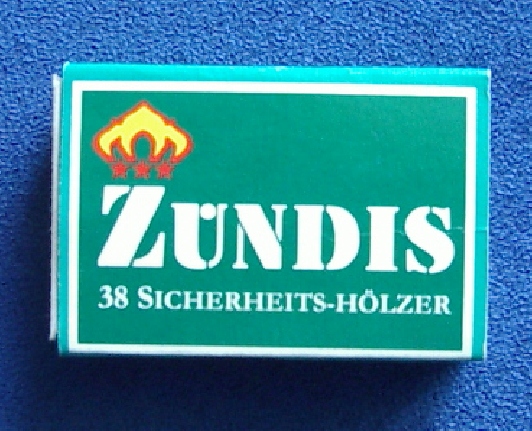 ZÜNDIS
38 SICHERHEITS-HÖLZER